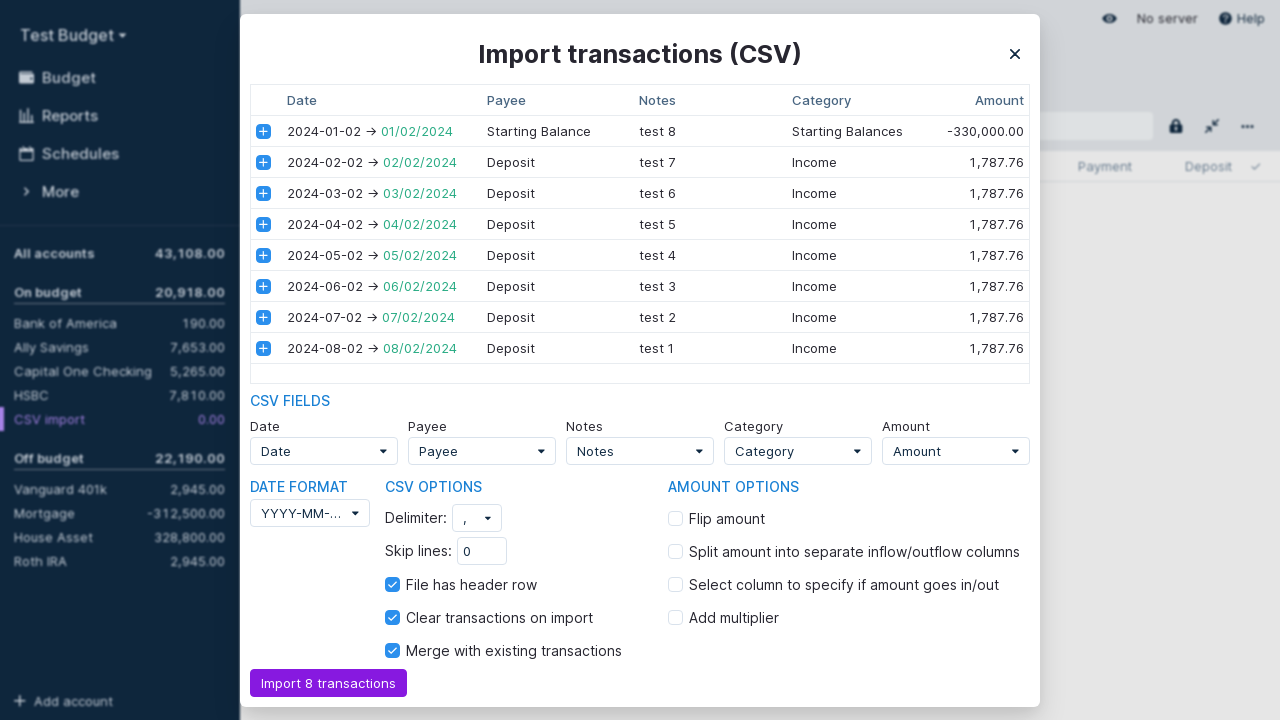 Test Budget
Budget
Reports
Schedules
More
All accounts 43,108.00
On budget 20,918.00
Bank of America 190.00
Ally Savings 7,653.00
Capital One Checking 5,265.00
HSBC 7,810.00
CSV import 0.00
Off budget 22,190.00
Vanguard 401k 2,945.00
Mortgage -312,500.00
House Asset 328,800.00
Roth IRA 2,945.00
Add account
No server Help
Payment Deposit
Import transactions (CSV)
Date Payee Notes Category Amount
2024-01-02 → 01/02/2024 Starting Balance test 8 Starting Balances -330,000.00
2024-02-02 → 02/02/2024 Deposit test 7 Income 1,787.76
2024-03-02 → 03/02/2024 Deposit test 6 Income 1,787.76
2024-04-02 → 04/02/2024 Deposit test 5 Income 1,787.76
2024-05-02 → 05/02/2024 Deposit test 4 Income 1,787.76
2024-06-02 → 06/02/2024 Deposit test 3 Income 1,787.76
2024-07-02 → 07/02/2024 Deposit test 2 Income 1,787.76
2024-08-02 → 08/02/2024 Deposit test 1 Income 1,787.76
CSV FIELDS
Date Payee Notes Category Amount
Date Payee Notes Category Amount
DATE FORMAT
YYYY-MM-...
CSV OPTIONS
Delimiter: ,
Skip lines: 0
File has header row
Clear transactions on import
Merge with existing transactions
AMOUNT OPTIONS
Flip amount
Split amount into separate inflow/outflow columns
Select column to specify if amount goes in/out
Add multiplier
Import 8 transactions